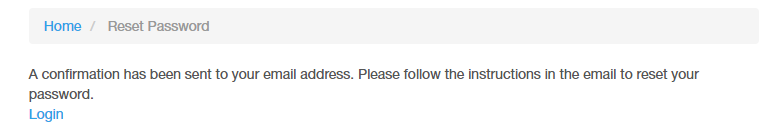 Home / Reset Password
A confirmation has been sent to your email address. Please follow the instructions in the email to reset your
password.
Login